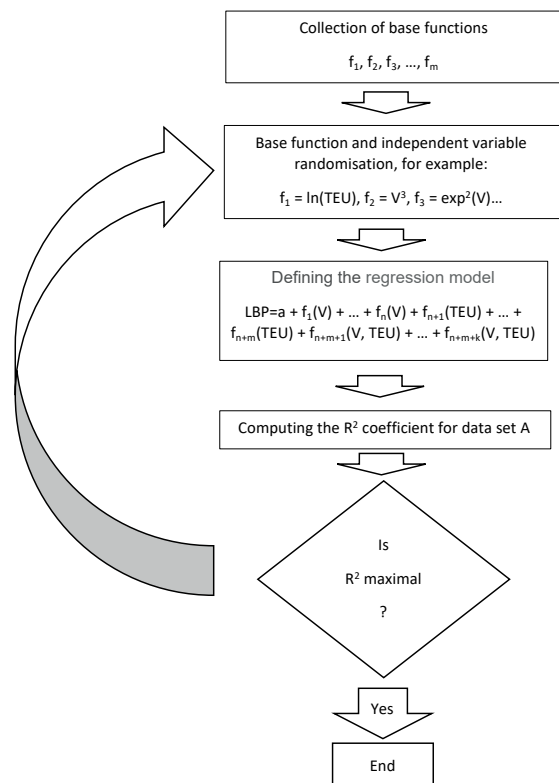 Collection of base functions
f₁, f₂, f₃, ..., fₘ
Base function and independent variable
randomisation, for example:
f₁ = ln(TEU), f₂ = V³, f₃ = exp²(V)...
Defining the regression model
LBP=a + f₁(V) + ... + fₙ(V) + fₙ₊₁(TEU) + ... +
fₙ₊ₘ(TEU) + fₙ₊ₘ₊₁(V, TEU) + ... + fₙ₊ₘ₊ₖ(V, TEU)
Computing the R² coefficient for data set A
Is
R² maximal
?
Yes
End